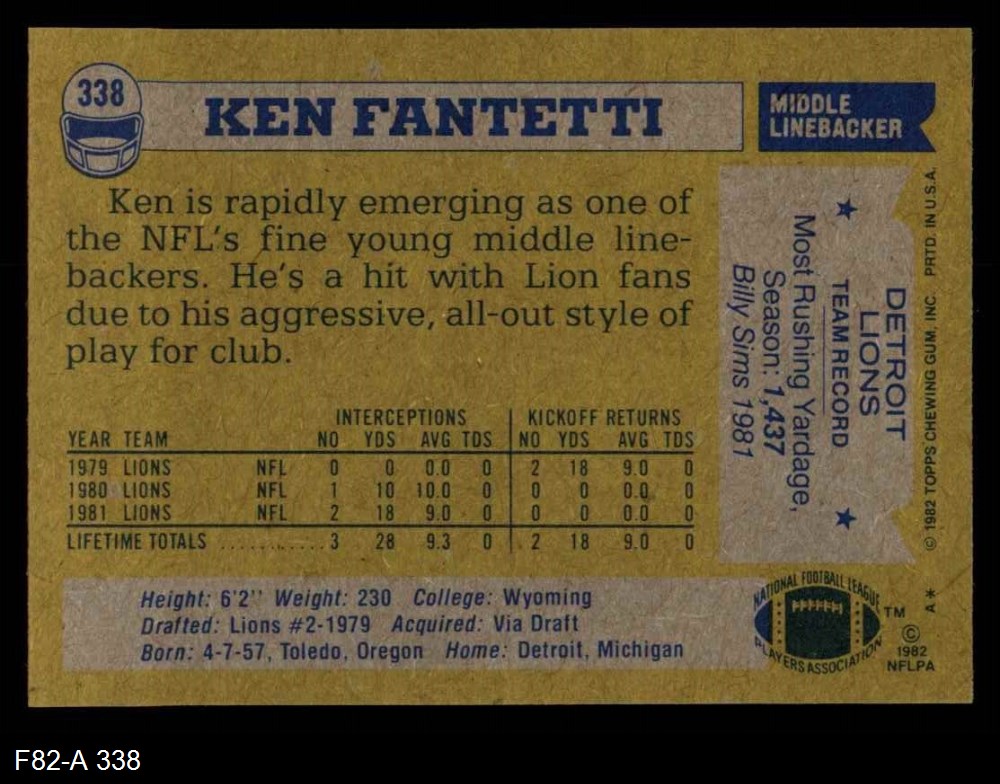 338
KEN FANTETTI
MIDDLE
LINEBACKER
Ken is rapidly emerging as one of
the NFL's fine young middle line-
backers. He's a hit with Lion fans
due to his aggressive, all-out style of
play for club.
INTERCEPTIONS KICKOFF RETURNS
YEAR TEAM NO YDS AVG TDS NO YDS AVG TDS
1979 LIONS NFL 0 0 0.0 0 2 18 9.0 0
1980 LIONS NFL 1 10 10.0 0 0 0 0.0 0
1981 LIONS NFL 2 18 9.0 0 0 0 0.0 0
LIFETIME TOTALS ............ 3 28 9.3 0 2 18 9.0 0
DETROIT
LIONS
★ TEAM RECORD ★
Most Rushing Yardage,
Season: 1,437
Billy Sims 1981
© 1982 TOPPS CHEWING GUM, INC. PRTD. IN U.S.A.
Height: 6'2" Weight: 230 College: Wyoming
Drafted: Lions #2-1979 Acquired: Via Draft
Born: 4-7-57, Toledo, Oregon Home: Detroit, Michigan
NATIONAL FOOTBALL LEAGUE
PLAYERS ASSOCIATION
TM
A*
©
1982
NFLPA
F82-A 338